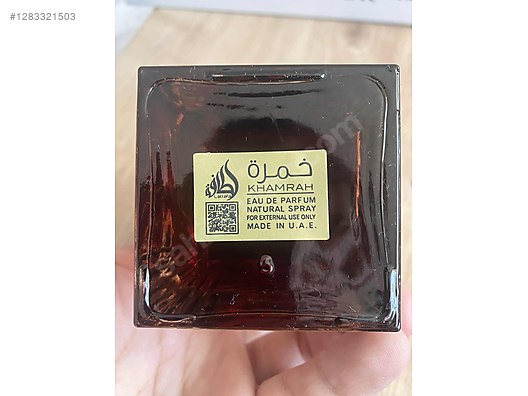 #1283321503
خمرة
KHAMRAH
EAU DE PARFUM
NATURAL SPRAY
FOR EXTERNAL USE ONLY
MADE IN U.A.E.